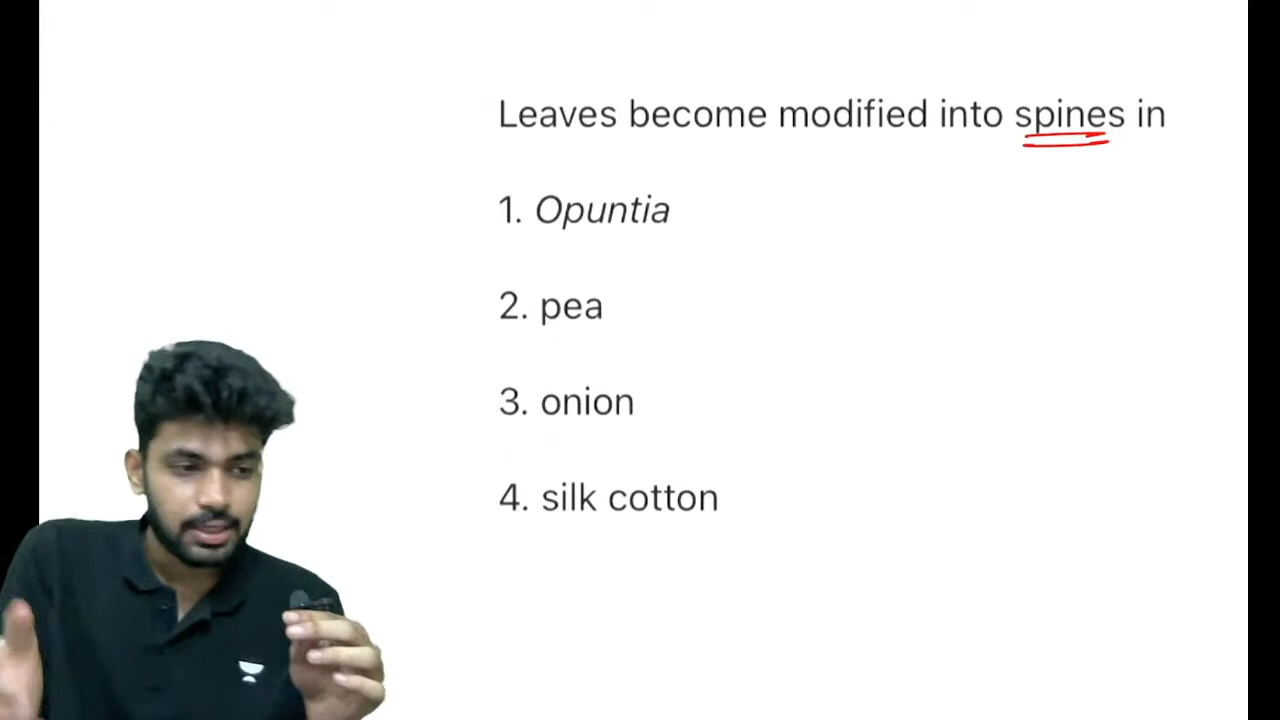 Leaves become modified into spines in
1. Opuntia
2. pea
3. onion
4. silk cotton